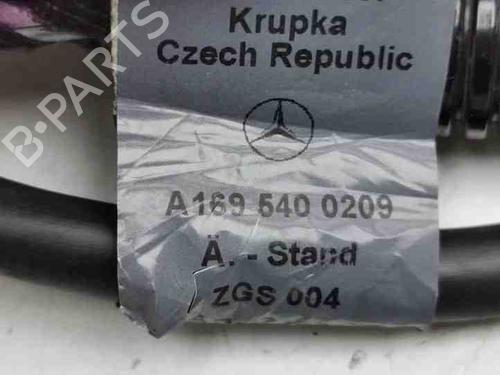 Krupka
Czech Republic
A169 540 0209
Ä. - Stand
ZGS 004
B-PARTS